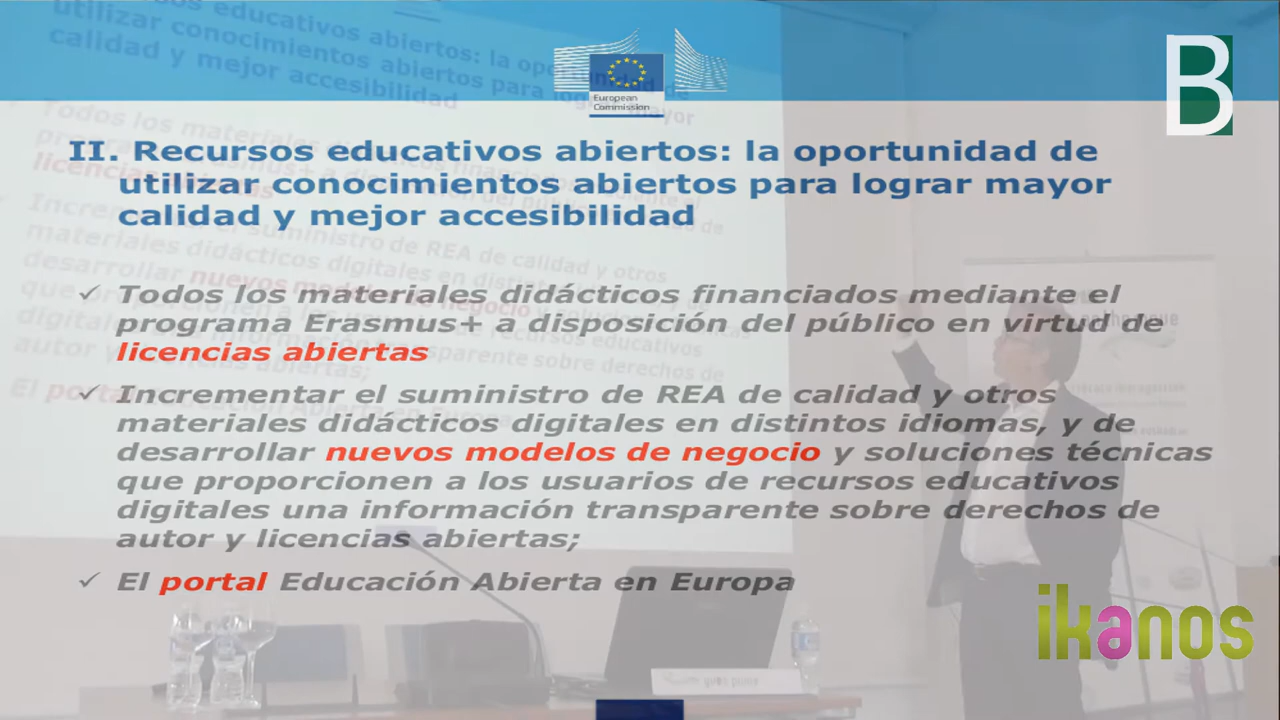 European
Commission
B
II. Recursos educativos abiertos: la oportunidad de
utilizar conocimientos abiertos para lograr mayor
calidad y mejor accesibilidad
✓ Todos los materiales didácticos financiados mediante el
programa Erasmus+ a disposición del público en virtud de
licencias abiertas
✓ Incrementar el suministro de REA de calidad y otros
materiales didácticos digitales en distintos idiomas, y de
desarrollar nuevos modelos de negocio y soluciones técnicas
que proporcionen a los usuarios de recursos educativos
digitales una información transparente sobre derechos de
autor y licencias abiertas;
✓ El portal Educación Abierta en Europa
ikanos